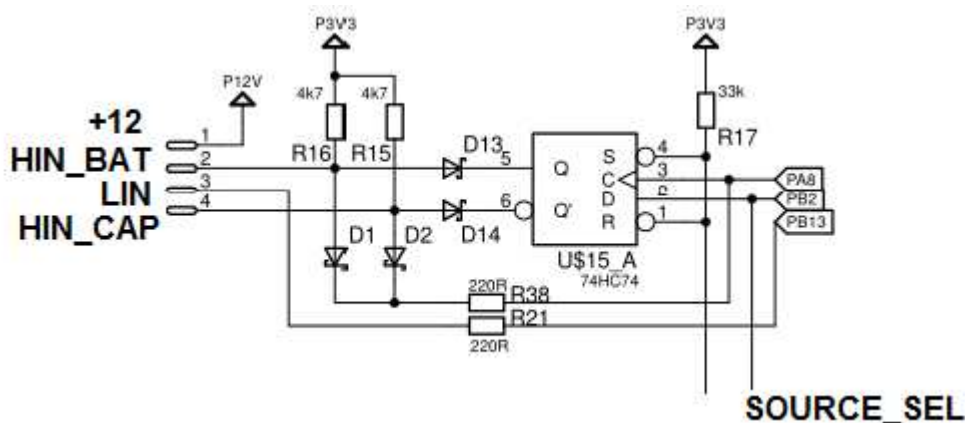 P3V3 P3V3
P12V
4k7 4k7 33k
+12 1
R16 R15 D13 R17
HIN_BAT 2 5 Q S 4
LIN 3 C 3 PA8
4 6 Q' D PB2
HIN_CAP R 1 PB13
D1 D2 D14
U$15_A
74HC74
220R R38
R21
220R
SOURCE_SEL